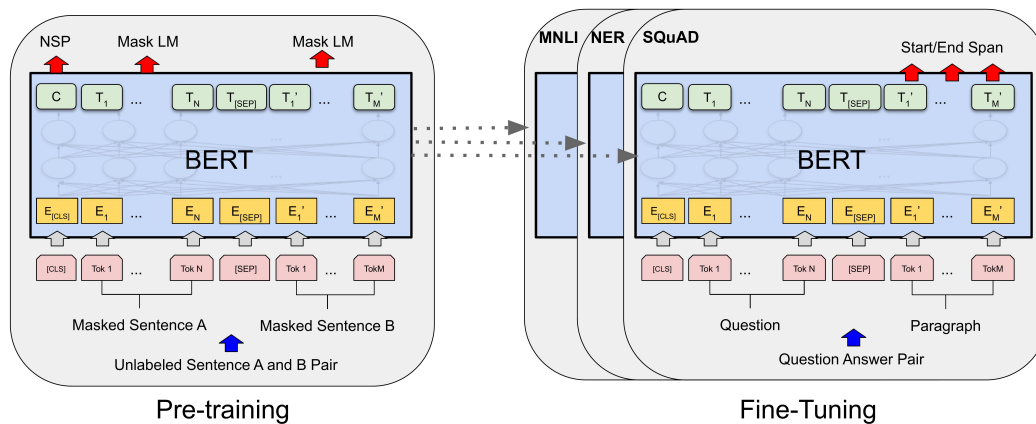 NSP Mask LM Mask LM
C T1 ... TN T[SEP] T1' ... TM'
BERT
E[CLS] E1 ... EN E[SEP] E1' ... EM'
[CLS] Tok 1 ... Tok N [SEP] Tok 1 ... TokM
Masked Sentence A Masked Sentence B
Unlabeled Sentence A and B Pair
Pre-training
MNLI NER SQuAD
Start/End Span
C T1 ... TN T[SEP] T1' ... TM'
BERT
E[CLS] E1 ... EN E[SEP] E1' ... EM'
[CLS] Tok 1 ... Tok N [SEP] Tok 1 ... TokM
Question Paragraph
Question Answer Pair
Fine-Tuning